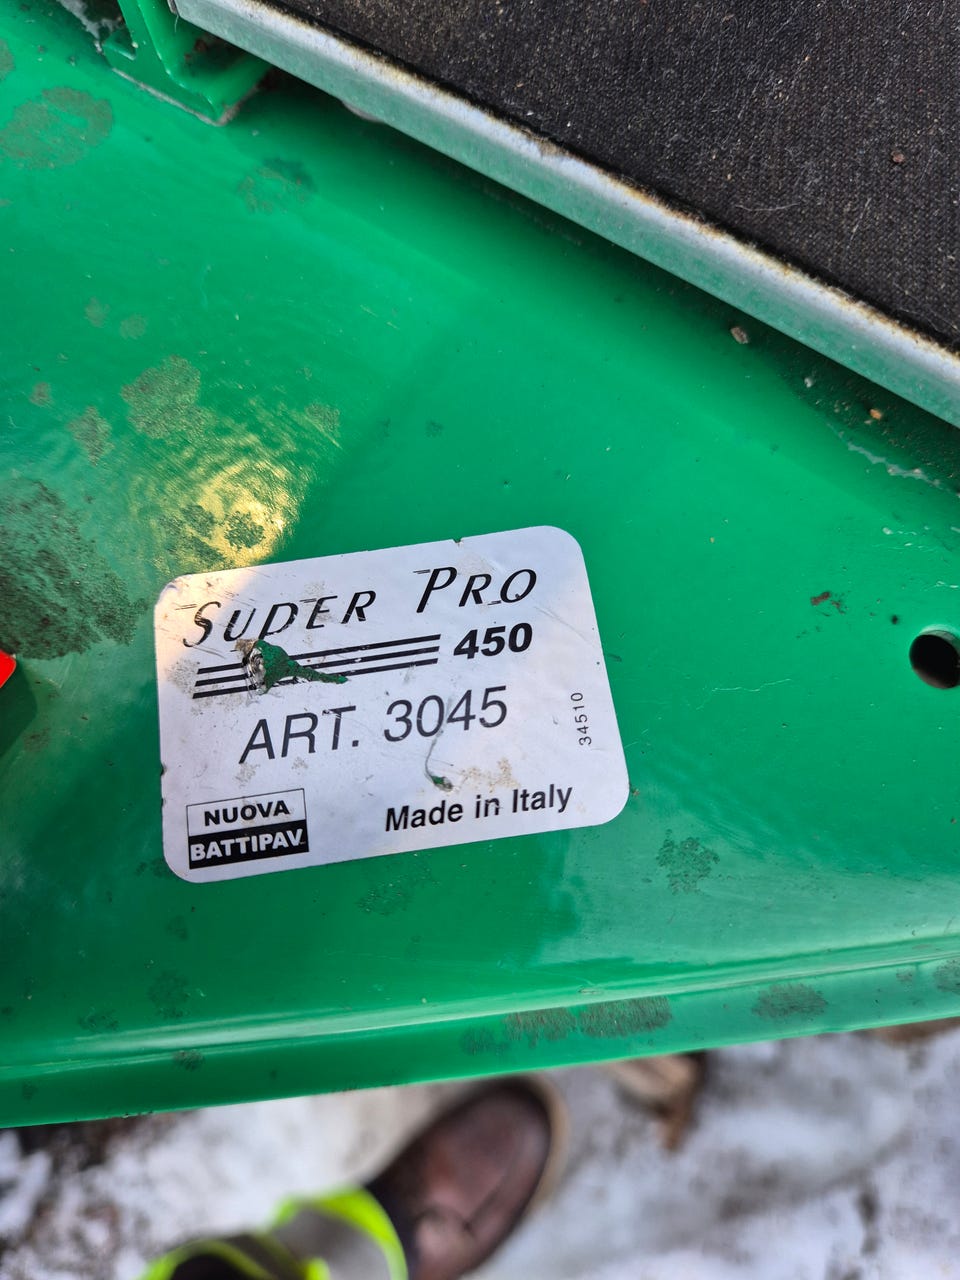 SUPER PRO
450
ART. 3045
34510
NUOVA
BATTIPAV
Made in Italy